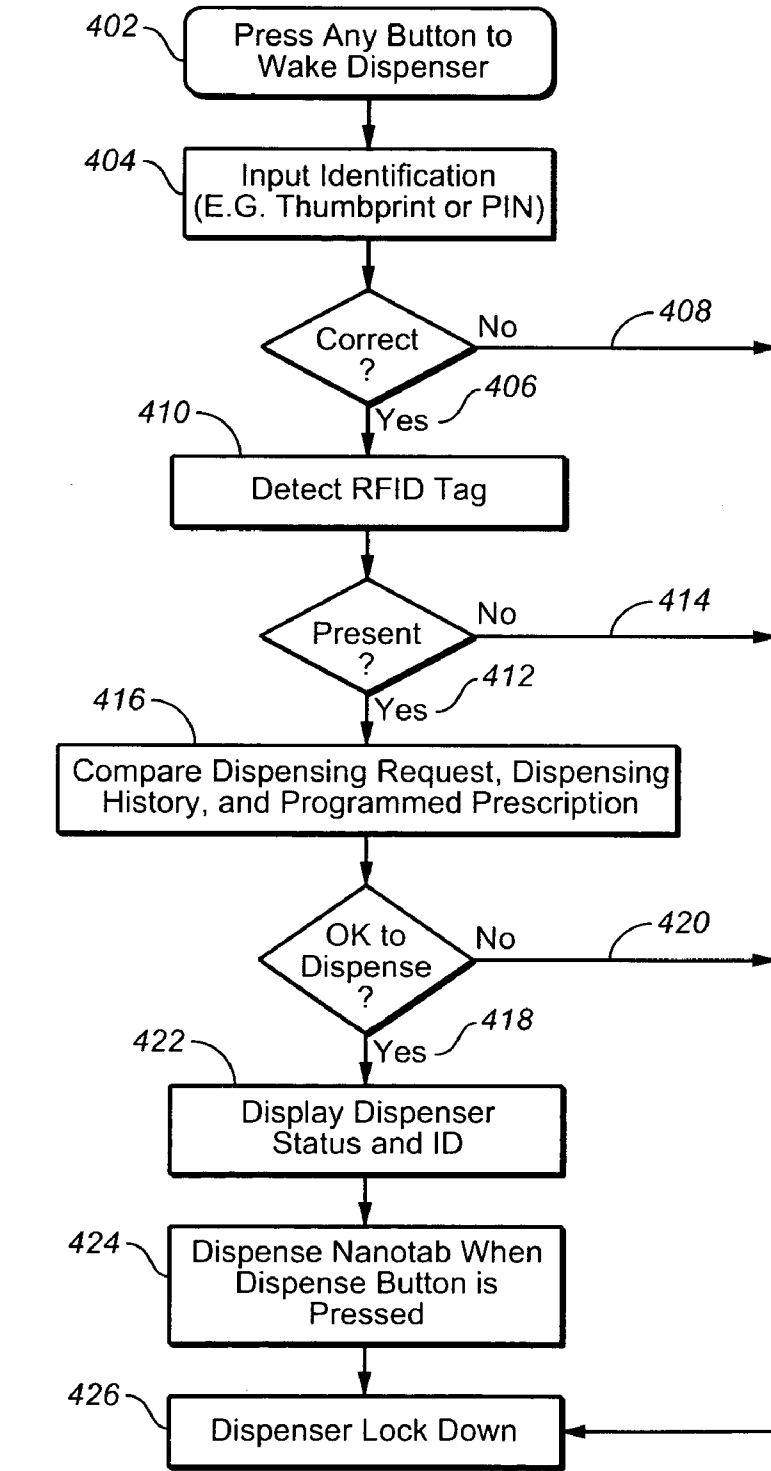 402
Press Any Button to
Wake Dispenser
404
Input Identification
(E.G. Thumbprint or PIN)
Correct
?
No
408
406
Yes
410
Detect RFID Tag
Present
?
No
414
412
Yes
416
Compare Dispensing Request, Dispensing
History, and Programmed Prescription
OK to
Dispense
?
No
420
418
Yes
422
Display Dispenser
Status and ID
424
Dispense Nanotab When
Dispense Button is
Pressed
426
Dispenser Lock Down